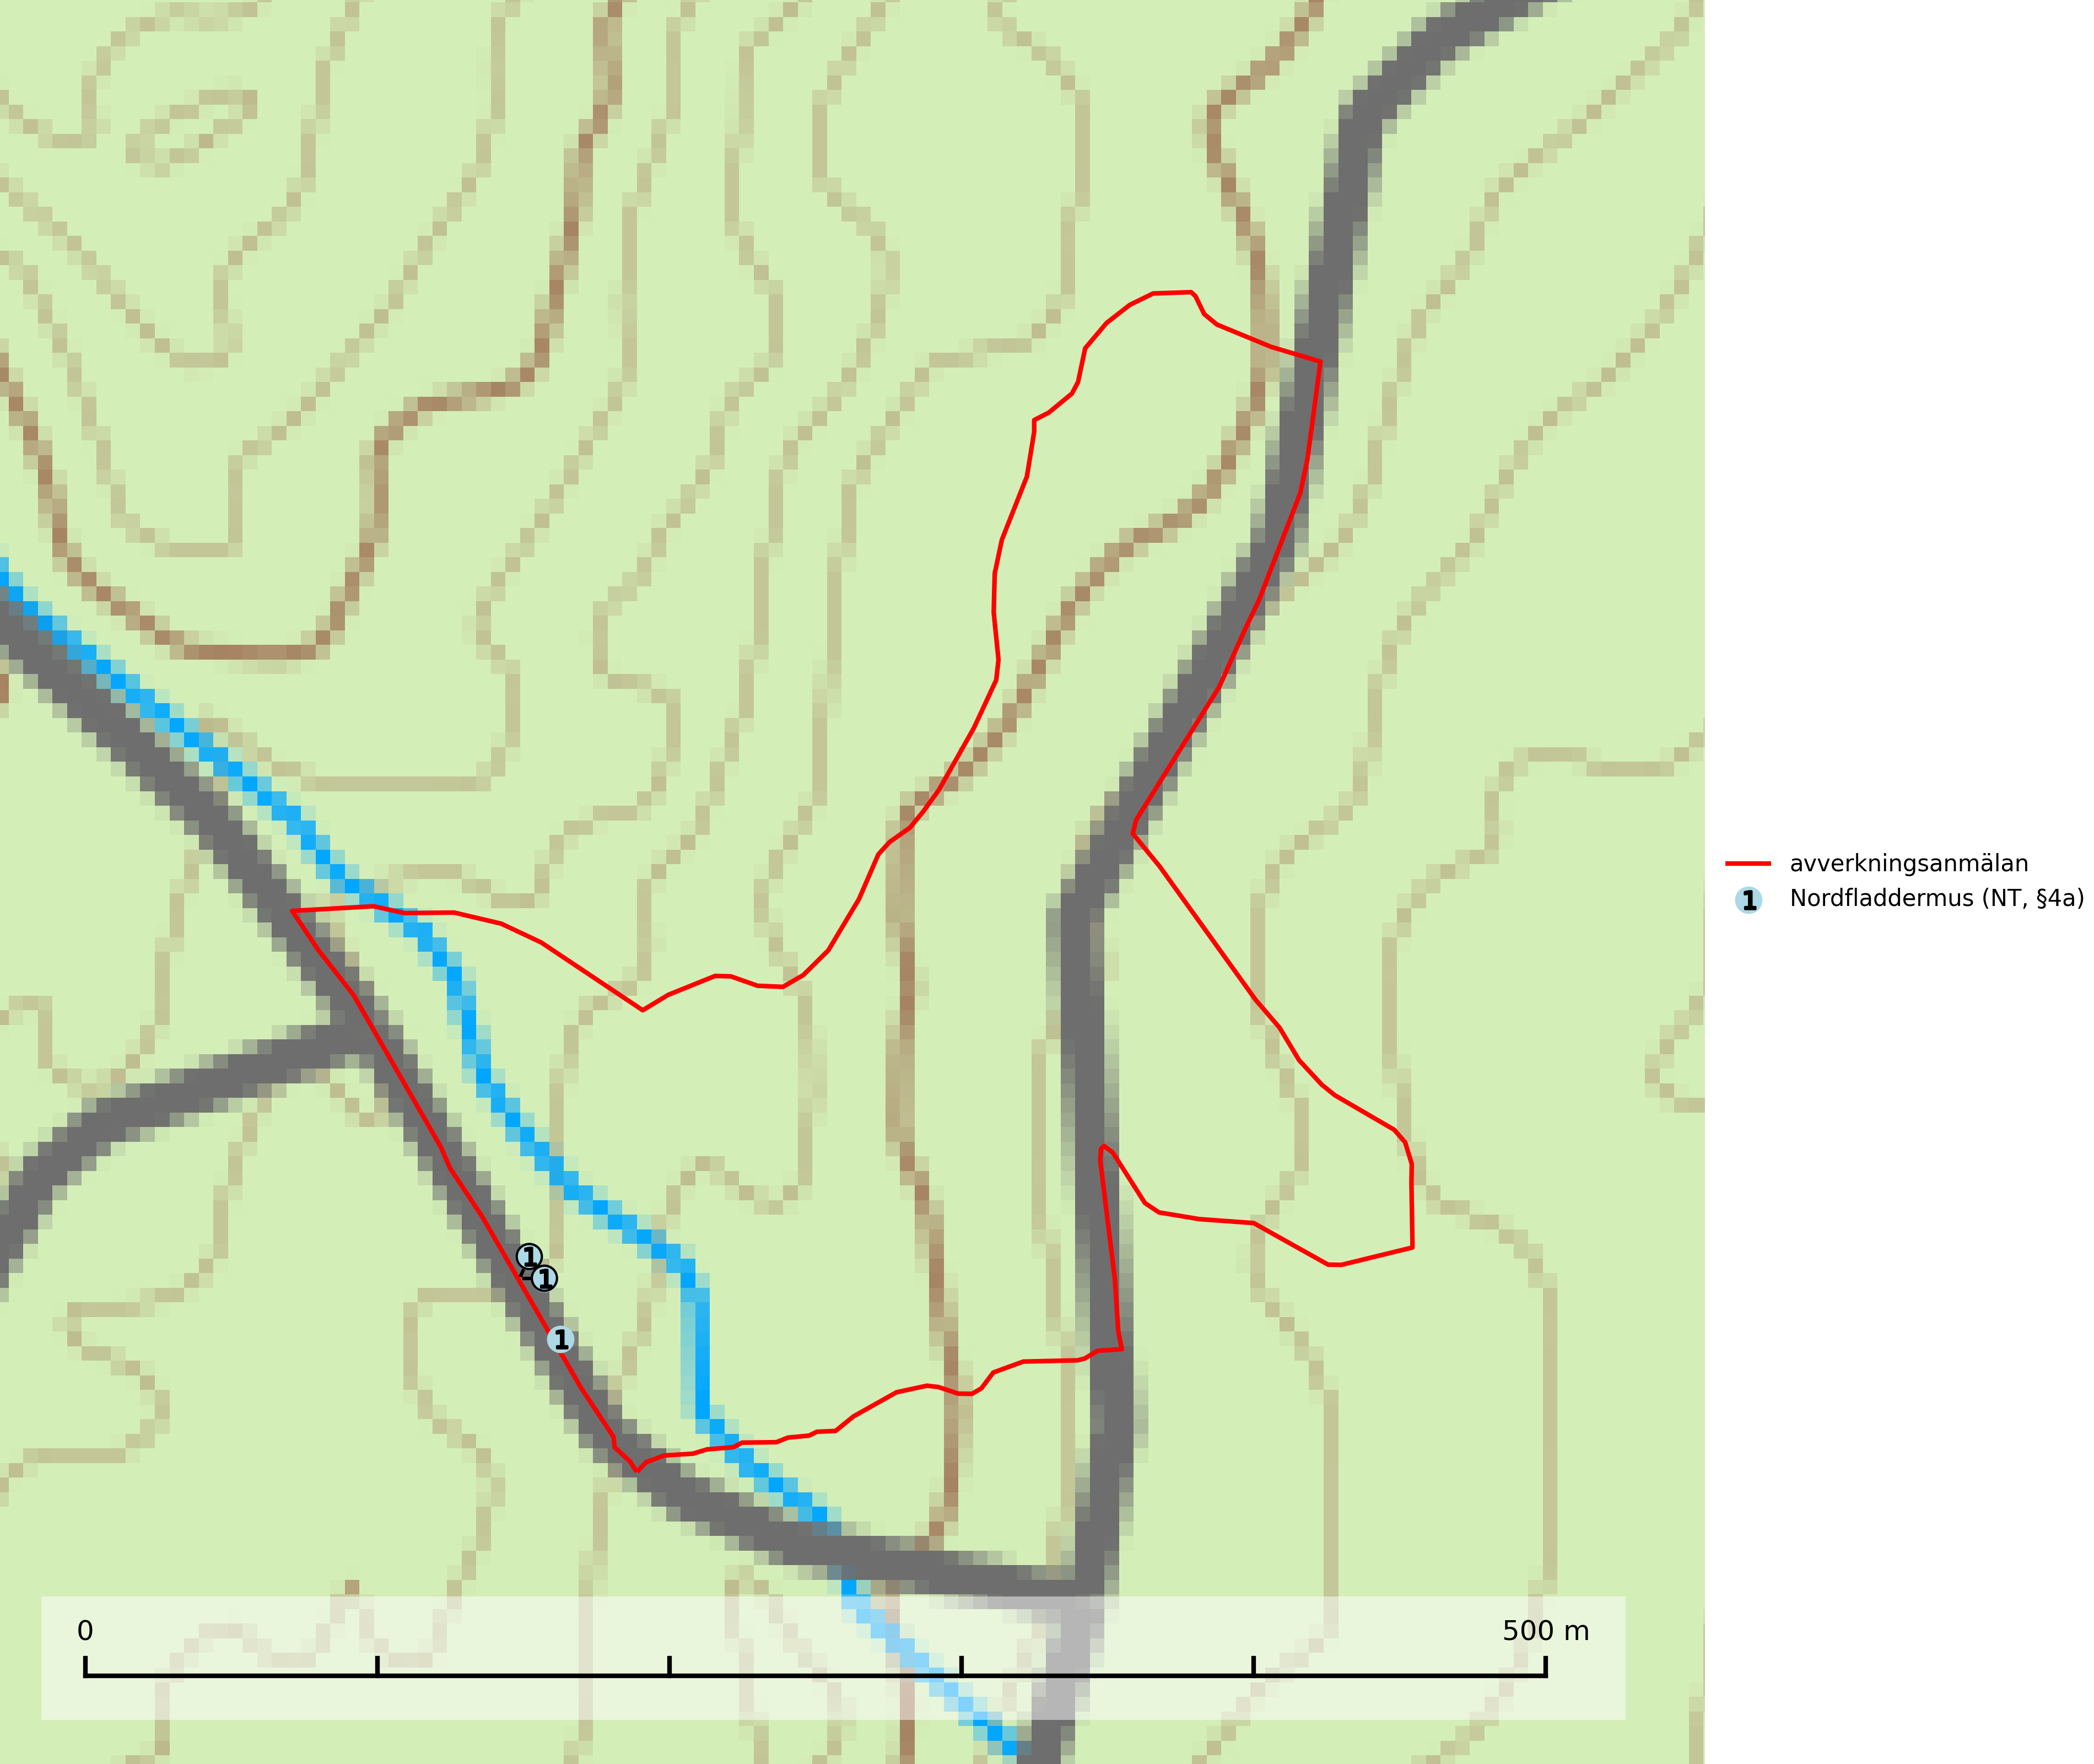 avverkningsanmälan
1 Nordfladdermus (NT, §4a)
1
1
1
0 500 m